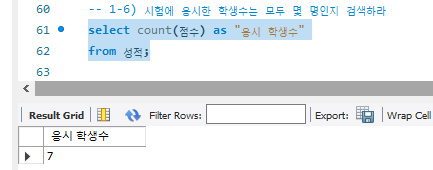 60 -- 1-6) 시험에 응시한 학생수는 모두 몇 명인지 검색하라
61 select count(점수) as "응시 학생수"
62 from 성적;
63
Result Grid Filter Rows: Export: Wrap Cell
응시 학생수
7